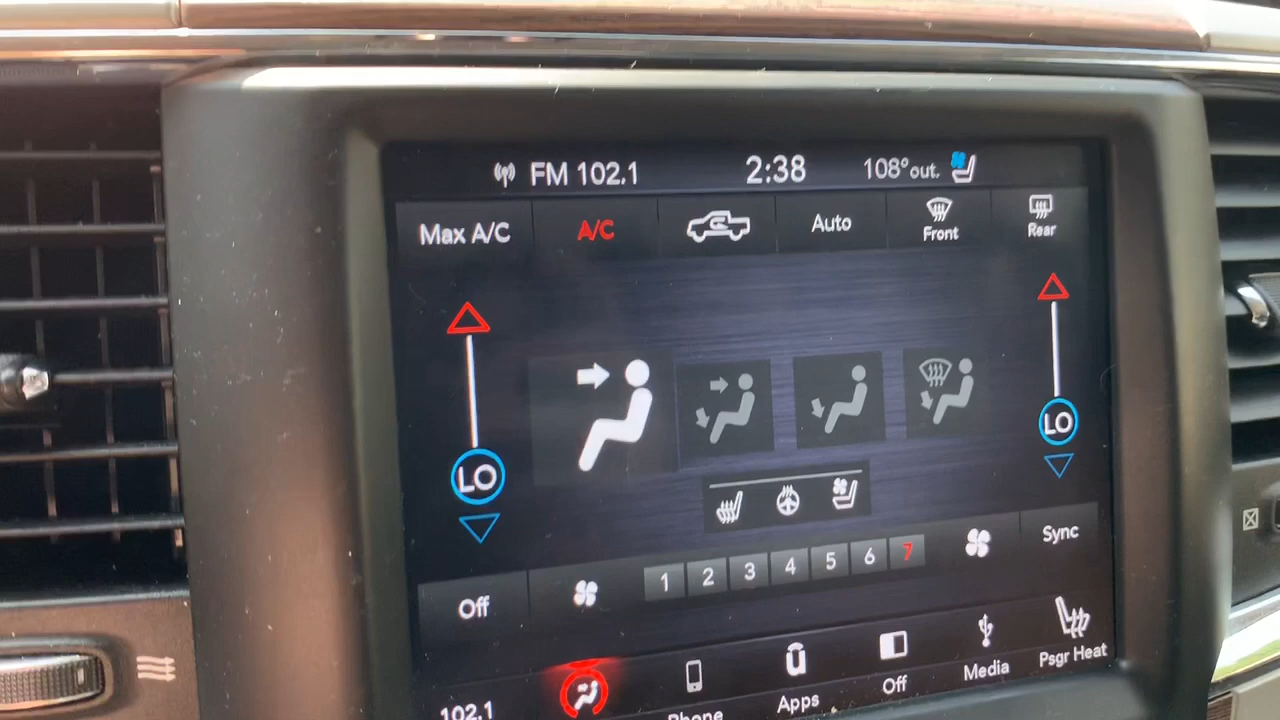 FM 102.1 2:38 108° out.
Max A/C A/C Auto Front Rear
LO LO
1 2 3 4 5 6 7 Sync
Off
102.1 Phone Apps Off Media Psgr Heat